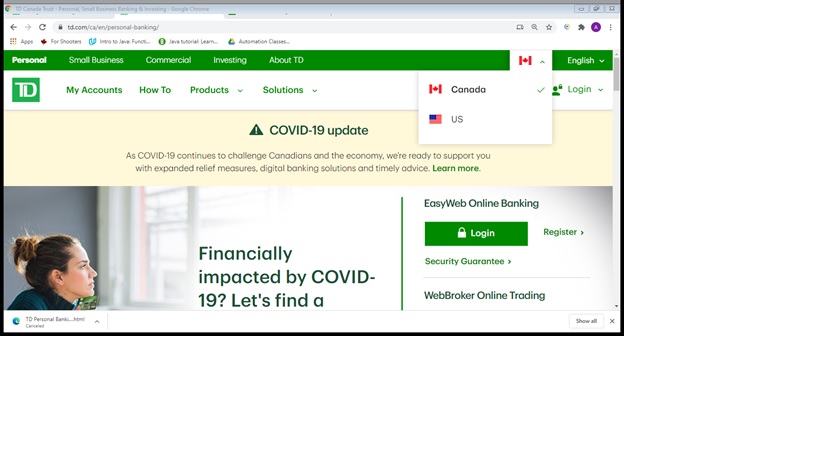 TD Canada Trust - Personal, Small Business Banking & Investing - Google Chrome
td.com/ca/en/personal-banking/
A
Apps For Shooters Intro to Java: Functi... Java tutorial: Learn... Automation Classes...
Personal Small Business Commercial Investing About TD English
TD My Accounts How To Products Solutions Login
Canada
US
COVID-19 update
As COVID-19 continues to challenge Canadians and the economy, we're ready to support you
with expanded relief measures, digital banking solutions and timely advice. Learn more.
Financially
impacted by COVID-
19? Let's find a
EasyWeb Online Banking
Login Register ›
Security Guarantee ›
WebBroker Online Trading
TD Personal Banki....html
Canceled
Show all